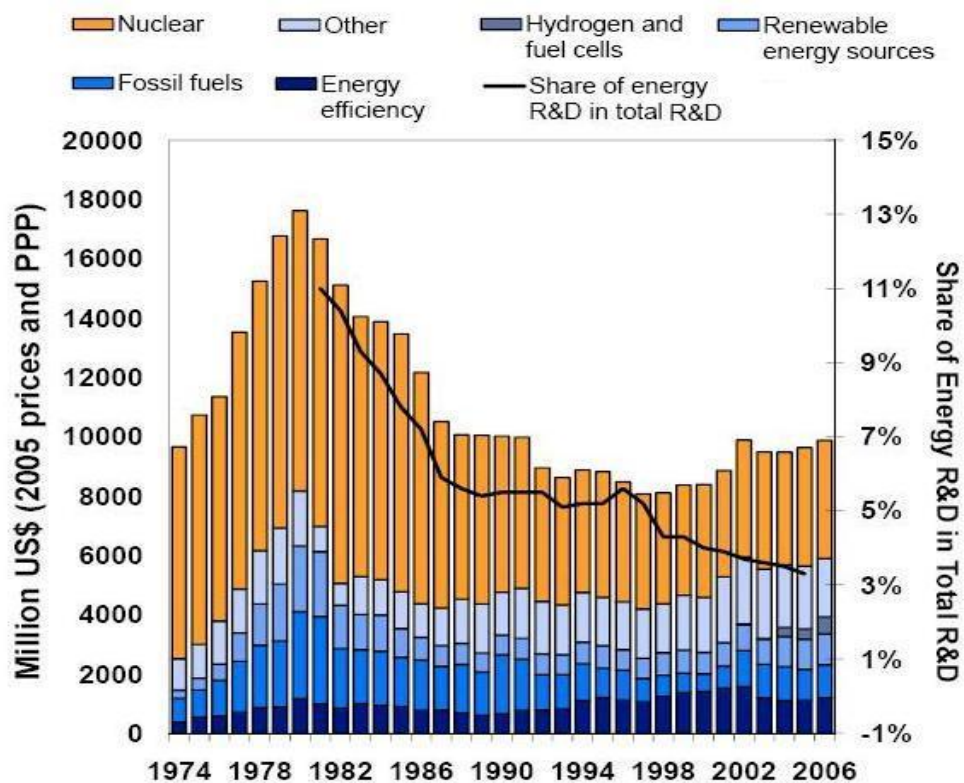 Nuclear
Other
Hydrogen and
fuel cells
Renewable
energy sources
Fossil fuels
Energy
efficiency
Share of energy
R&D in total R&D
Million US$ (2005 prices and PPP)
20000
18000
16000
14000
12000
10000
8000
6000
4000
2000
0
15%
13%
11%
9%
7%
5%
3%
1%
-1%
Share of Energy R&D in Total R&D
1974 1978 1982 1986 1990 1994 1998 2002 2006